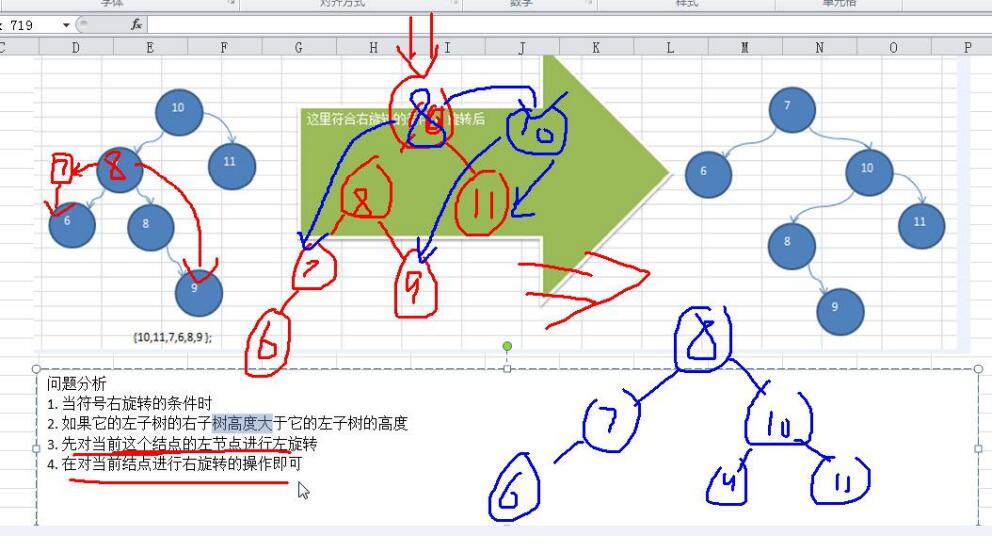 字体
对齐方式
数字
样式
单元格
719
fx
C D E F G H I J K L M N O P
这里符合右旋转的
旋转后
10
7
8
11
6
8
9
{10,11,7,6,8,9 };
8
10
8
11
7
9
6
7
6
10
8
11
9
8
7
10
6
9
11
问题分析
1. 当符号右旋转的条件时
2. 如果它的左子树的右子树高度大于它的左子树的高度
3. 先对当前这个结点的左节点进行左旋转
4. 在对当前结点进行右旋转的操作即可